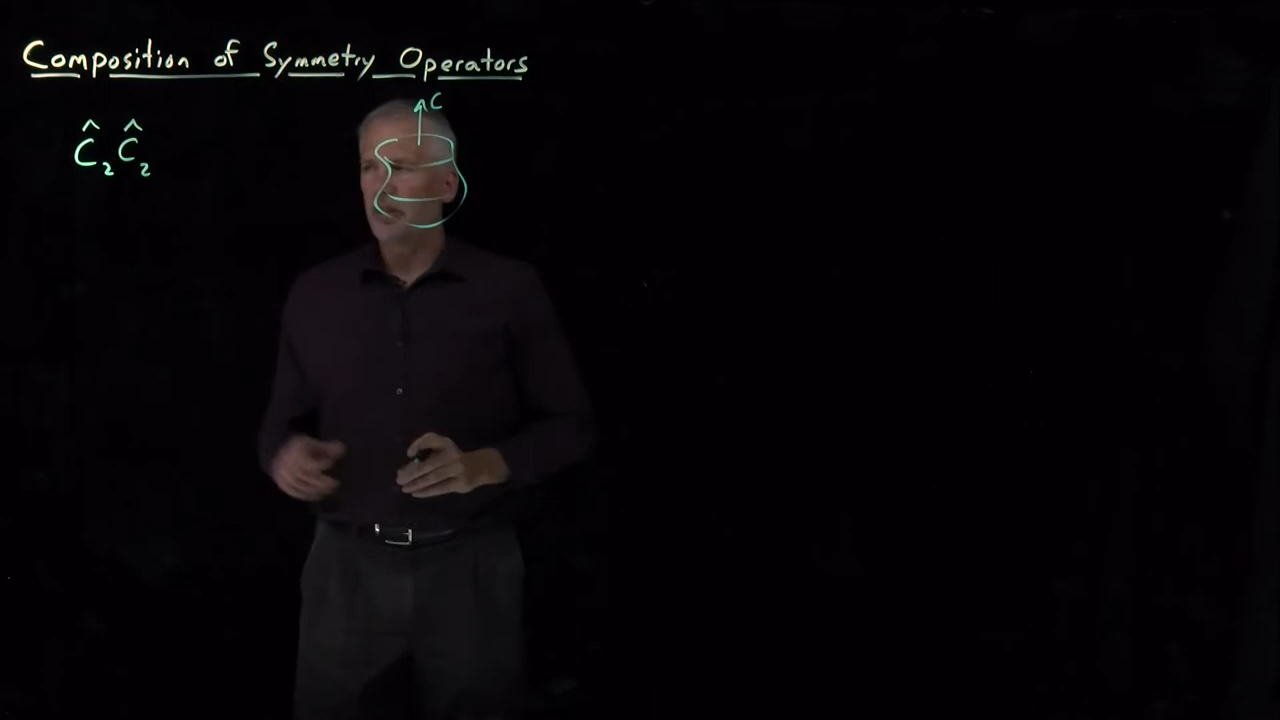 Composition of Symmetry Operators
C
Ĉ₂Ĉ₂